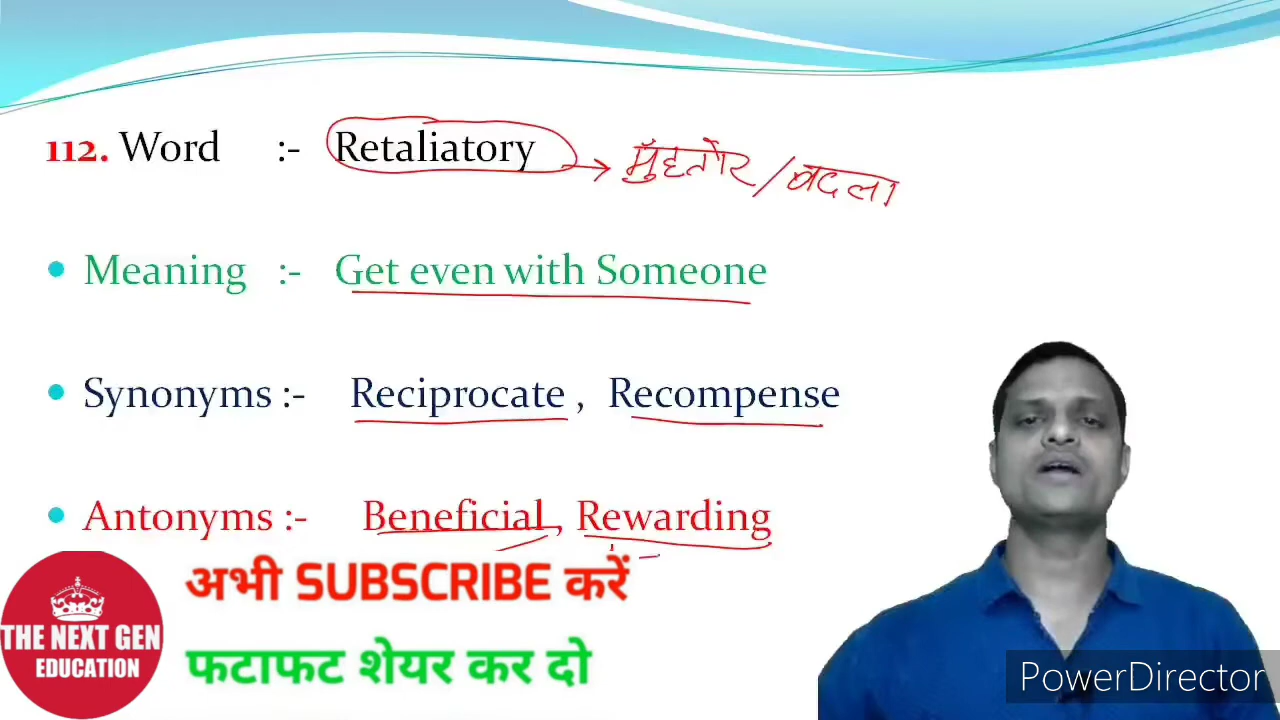 112. Word :- Retaliatory → मुँहतोर / बदला
• Meaning :- Get even with Someone
• Synonyms :- Reciprocate , Recompense
• Antonyms :- Beneficial , Rewarding
THE NEXT GEN
EDUCATION
अभी SUBSCRIBE करें
फटाफट शेयर कर दो
PowerDirector